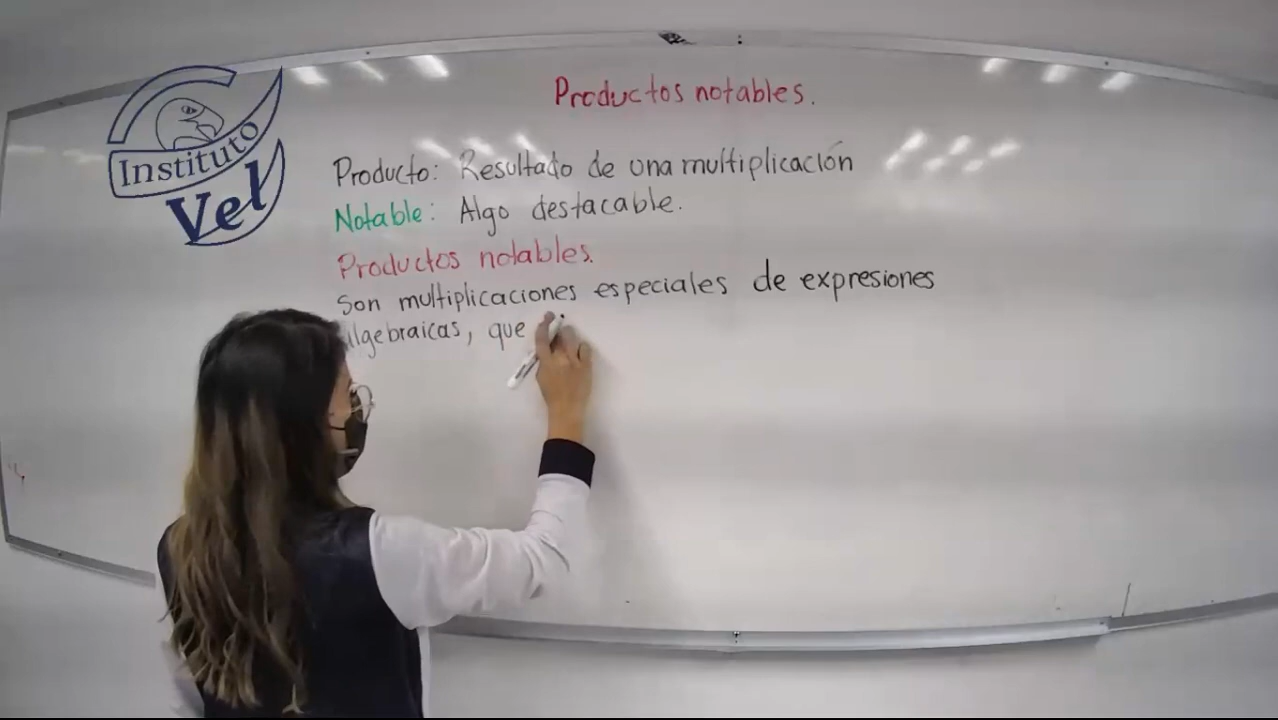 Instituto
Vel
Productos notables.
Producto: Resultado de una multiplicación
Notable: Algo destacable.
Productos notables.
Son multiplicaciones especiales de expresiones
algebraicas, que